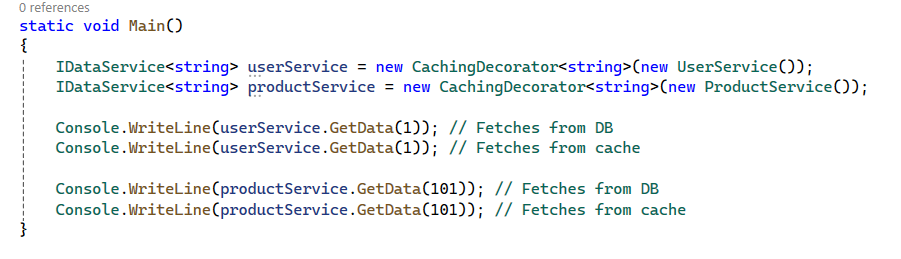 0 references
static void Main()
{
    IDataService<string> userService = new CachingDecorator<string>(new UserService());
    IDataService<string> productService = new CachingDecorator<string>(new ProductService());

    Console.WriteLine(userService.GetData(1)); // Fetches from DB
    Console.WriteLine(userService.GetData(1)); // Fetches from cache

    Console.WriteLine(productService.GetData(101)); // Fetches from DB
    Console.WriteLine(productService.GetData(101)); // Fetches from cache
}